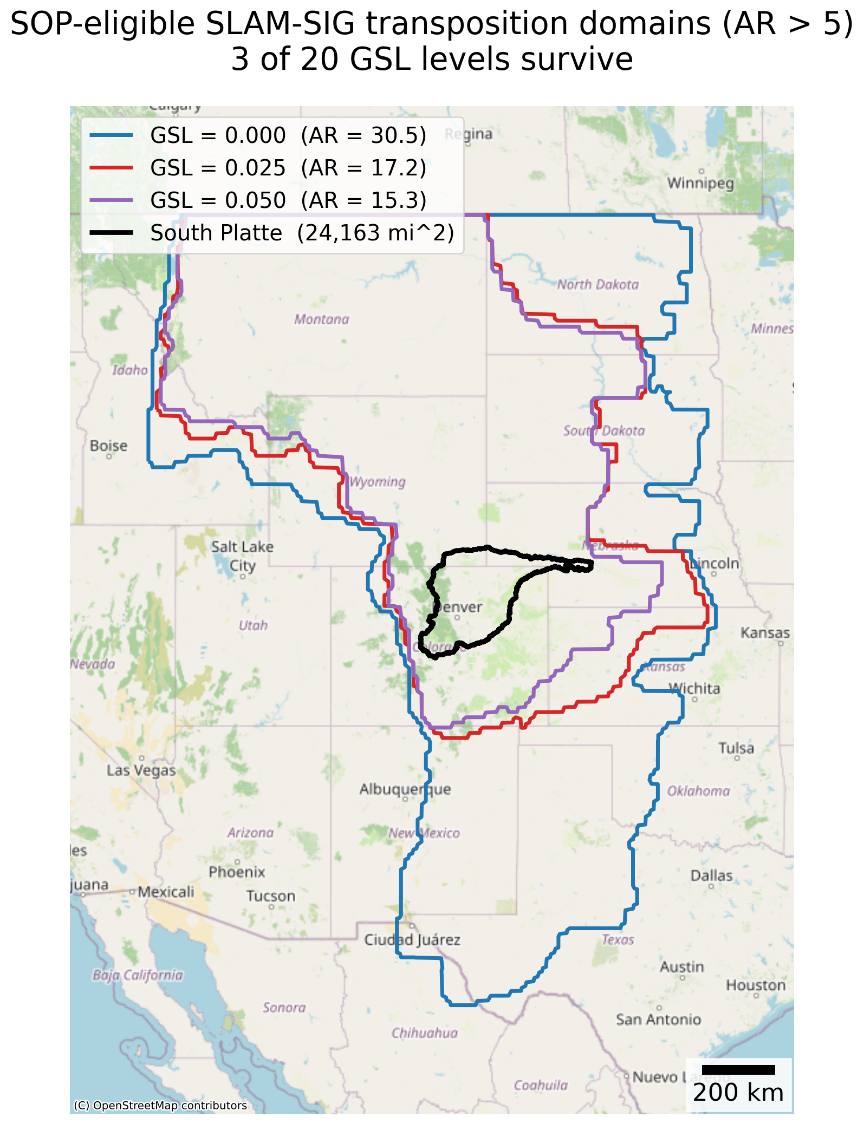 SOP-eligible SLAM-SIG transposition domains (AR > 5)
3 of 20 GSL levels survive
Calgary
GSL = 0.000 (AR = 30.5)
GSL = 0.025 (AR = 17.2)
GSL = 0.050 (AR = 15.3)
South Platte (24,163 mi^2)
Regina
Winnipeg
North Dakota
Montana
Minnes
Idaho
South Dakota
Boise
Wyoming
Nebraska
Salt Lake
City
Lincoln
Denver
Utah
Colorado
Kansas
Nevada
Kansas
Wichita
Tulsa
Las Vegas
Albuquerque
Oklahoma
Arizona
New Mexico
les
Phoenix
Dallas
juana
Mexicali
Tucson
Ciudad Juárez
Texas
Baja California
Austin
Houston
Sonora
San Antonio
Chihuahua
Nuevo L
Coahuila
200 km
(C) OpenStreetMap contributors